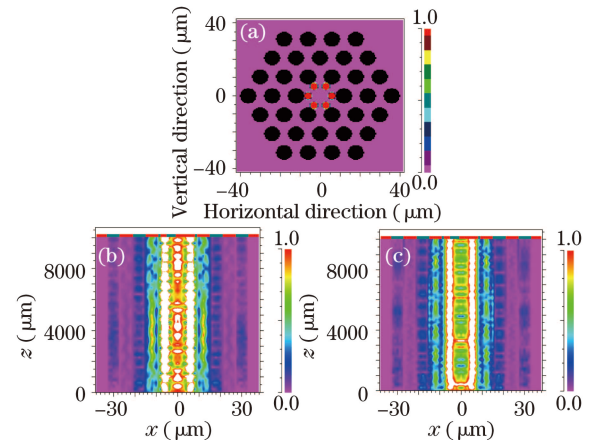 (a)
Vertical direction (μm)
40
0
−40
−40 −20 0 20 40
Horizontal direction (μm)
1.0
0.0
(b)
z (μm)
8000
4000
0
−30 0 30
x (μm)
1.0
0.0
(c)
z (μm)
8000
4000
0
−30 0 30
x (μm)
1.0
0.0